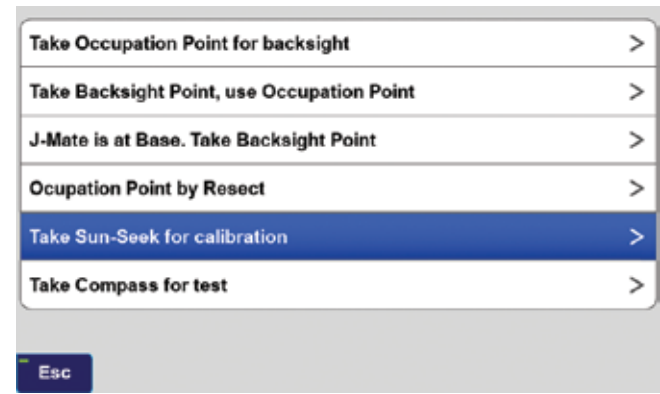 Take Occupation Point for backsight
Take Backsight Point, use Occupation Point
J-Mate is at Base. Take Backsight Point
Ocupation Point by Resect
Take Sun-Seek for calibration
Take Compass for test
Esc